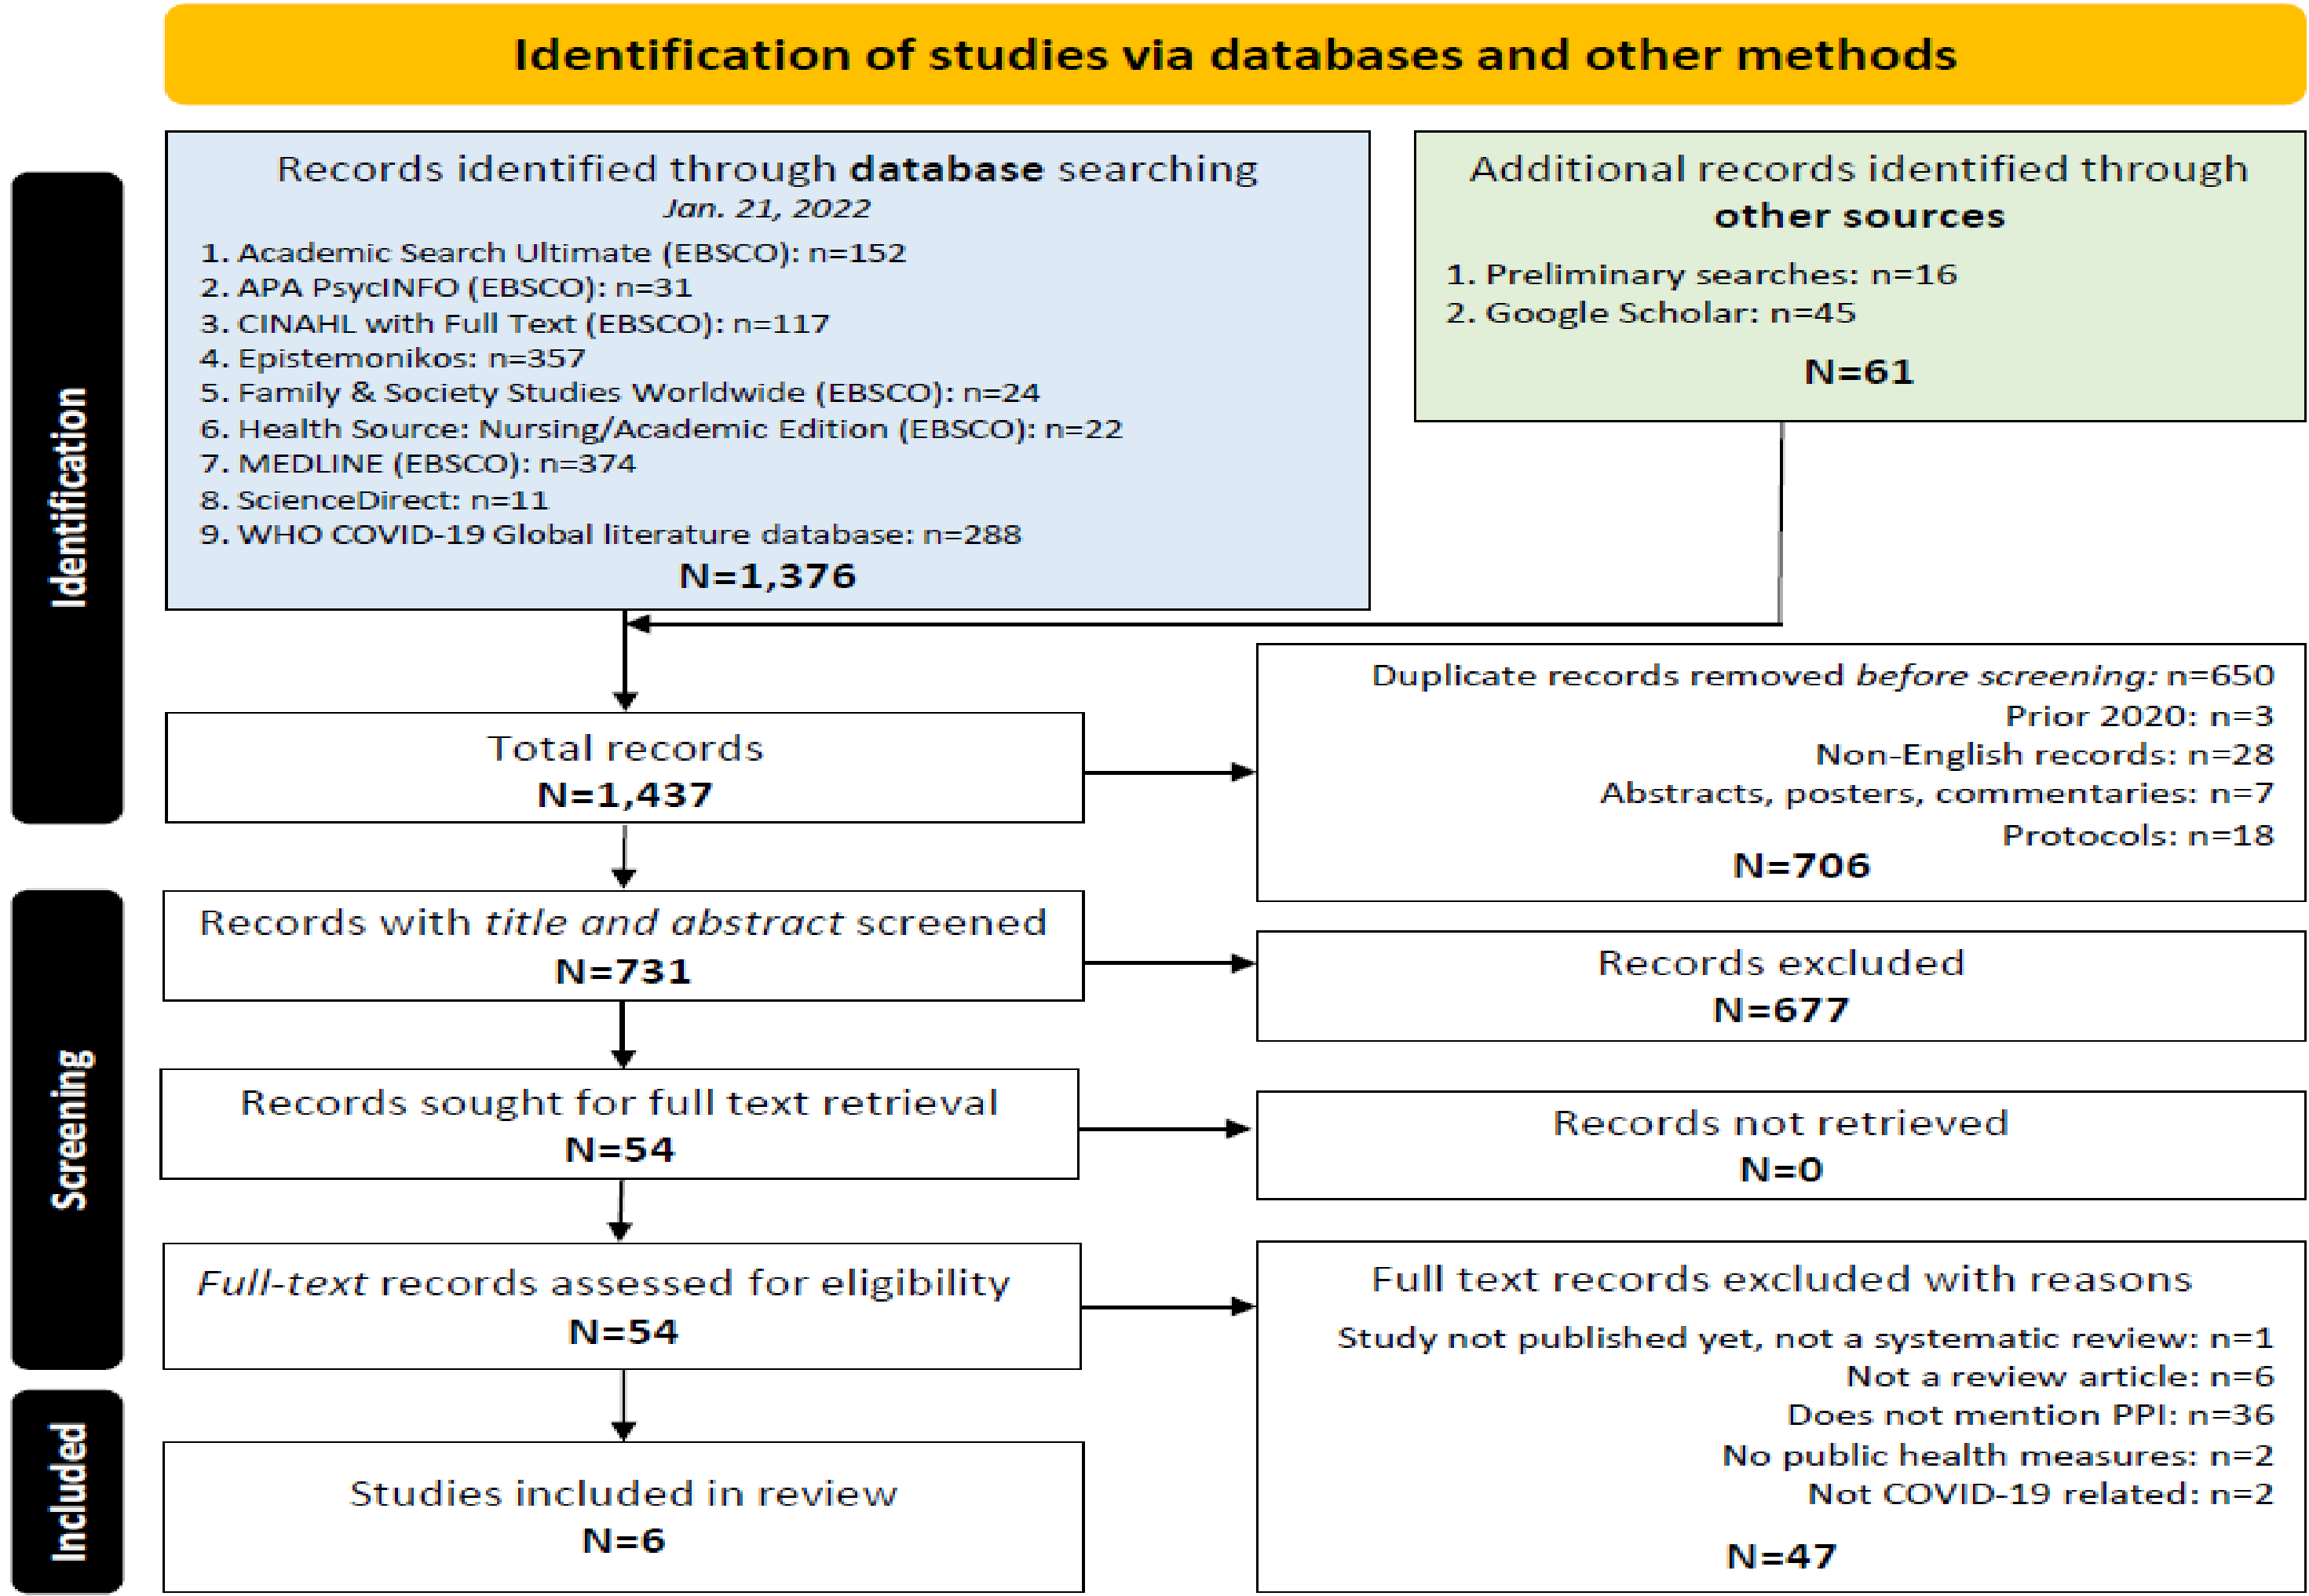 Identification of studies via databases and other methods
Identification
Records identified through database searching
Jan. 21, 2022
1. Academic Search Ultimate (EBSCO): n=152
2. APA PsycINFO (EBSCO): n=31
3. CINAHL with Full Text (EBSCO): n=117
4. Epistemonikos: n=357
5. Family & Society Studies Worldwide (EBSCO): n=24
6. Health Source: Nursing/Academic Edition (EBSCO): n=22
7. MEDLINE (EBSCO): n=374
8. ScienceDirect: n=11
9. WHO COVID-19 Global literature database: n=288
N=1,376
Additional records identified through
other sources
1. Preliminary searches: n=16
2. Google Scholar: n=45
N=61
Total records
N=1,437
Duplicate records removed before screening: n=650
Prior 2020: n=3
Non-English records: n=28
Abstracts, posters, commentaries: n=7
Protocols: n=18
N=706
Screening
Records with title and abstract screened
N=731
Records excluded
N=677
Records sought for full text retrieval
N=54
Records not retrieved
N=0
Full-text records assessed for eligibility
N=54
Full text records excluded with reasons
Study not published yet, not a systematic review: n=1
Not a review article: n=6
Does not mention PPI: n=36
No public health measures: n=2
Not COVID-19 related: n=2
N=47
Included
Studies included in review
N=6